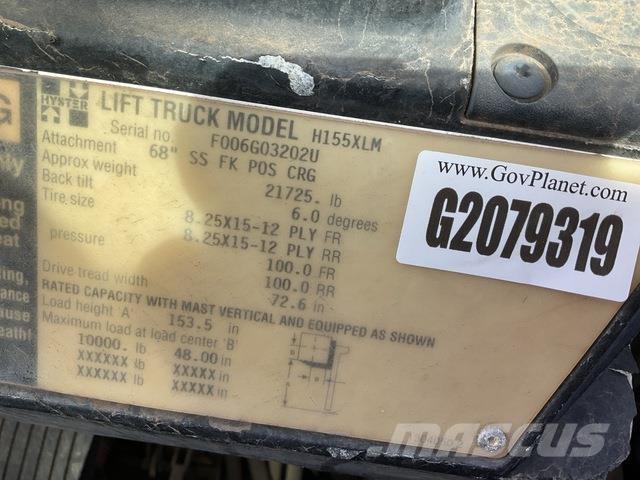 HYSTER
LIFT TRUCK MODEL H155XLM
Serial no. F006G03202U
Attachment 68" SS FK POS CRG
Approx weight 21725. lb
Back tilt 6.0 degrees
Tire size 8.25X15-12 PLY FR
8.25X15-12 PLY RR
pressure 100.0 FR
100.0 RR
Drive tread width 72.6 in
RATED CAPACITY WITH MAST VERTICAL AND EQUIPPED AS SHOWN
Load height 'A' 153.5 in
Maximum load at load center 'B'
10000. lb 48.00 in
XXXXXX lb XXXXX in
XXXXXX lb XXXXX in
www.GovPlanet.com
G2079319
MASCUS